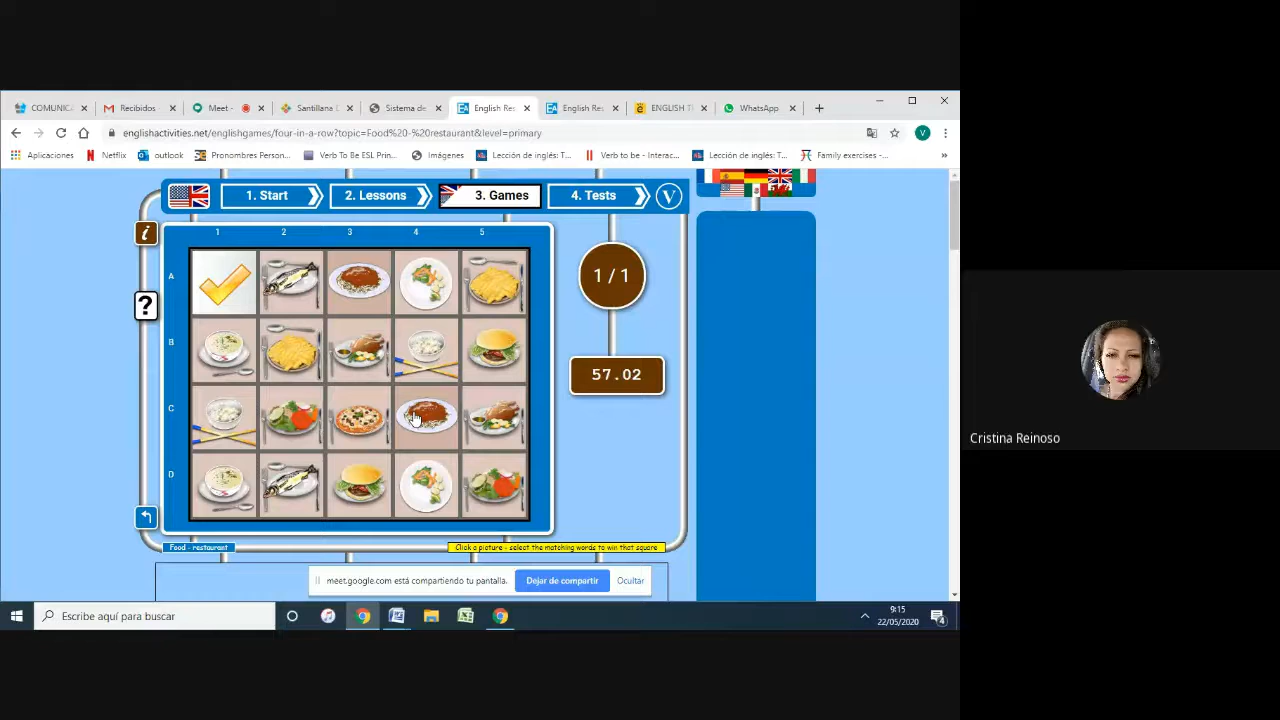 COMUNICA
Recibidos
Meet -
Santillana
Sistema de
English Res
English Res
ENGLISH T
WhatsApp
englishactivities.net/englishgames/four-in-a-row?topic=Food%20-%20restaurant&level=primary
V
Aplicaciones
Netflix
outlook
Pronombres Person...
Verb To Be ESL Prin...
Imágenes
Lección de inglés: T...
Verb to be - Interac...
Lección de inglés: T...
Family exercises -...
»
1. Start
2. Lessons
3. Games
4. Tests
V
i
1 2 3 4 5
A
1/1
?
B
57.02
C
Cristina Reinoso
D
Food - restaurant
Click a picture - select the matching words to win that square
meet.google.com está compartiendo tu pantalla.
Dejar de compartir
Ocultar
Escribe aquí para buscar
9:15
22/05/2020
4